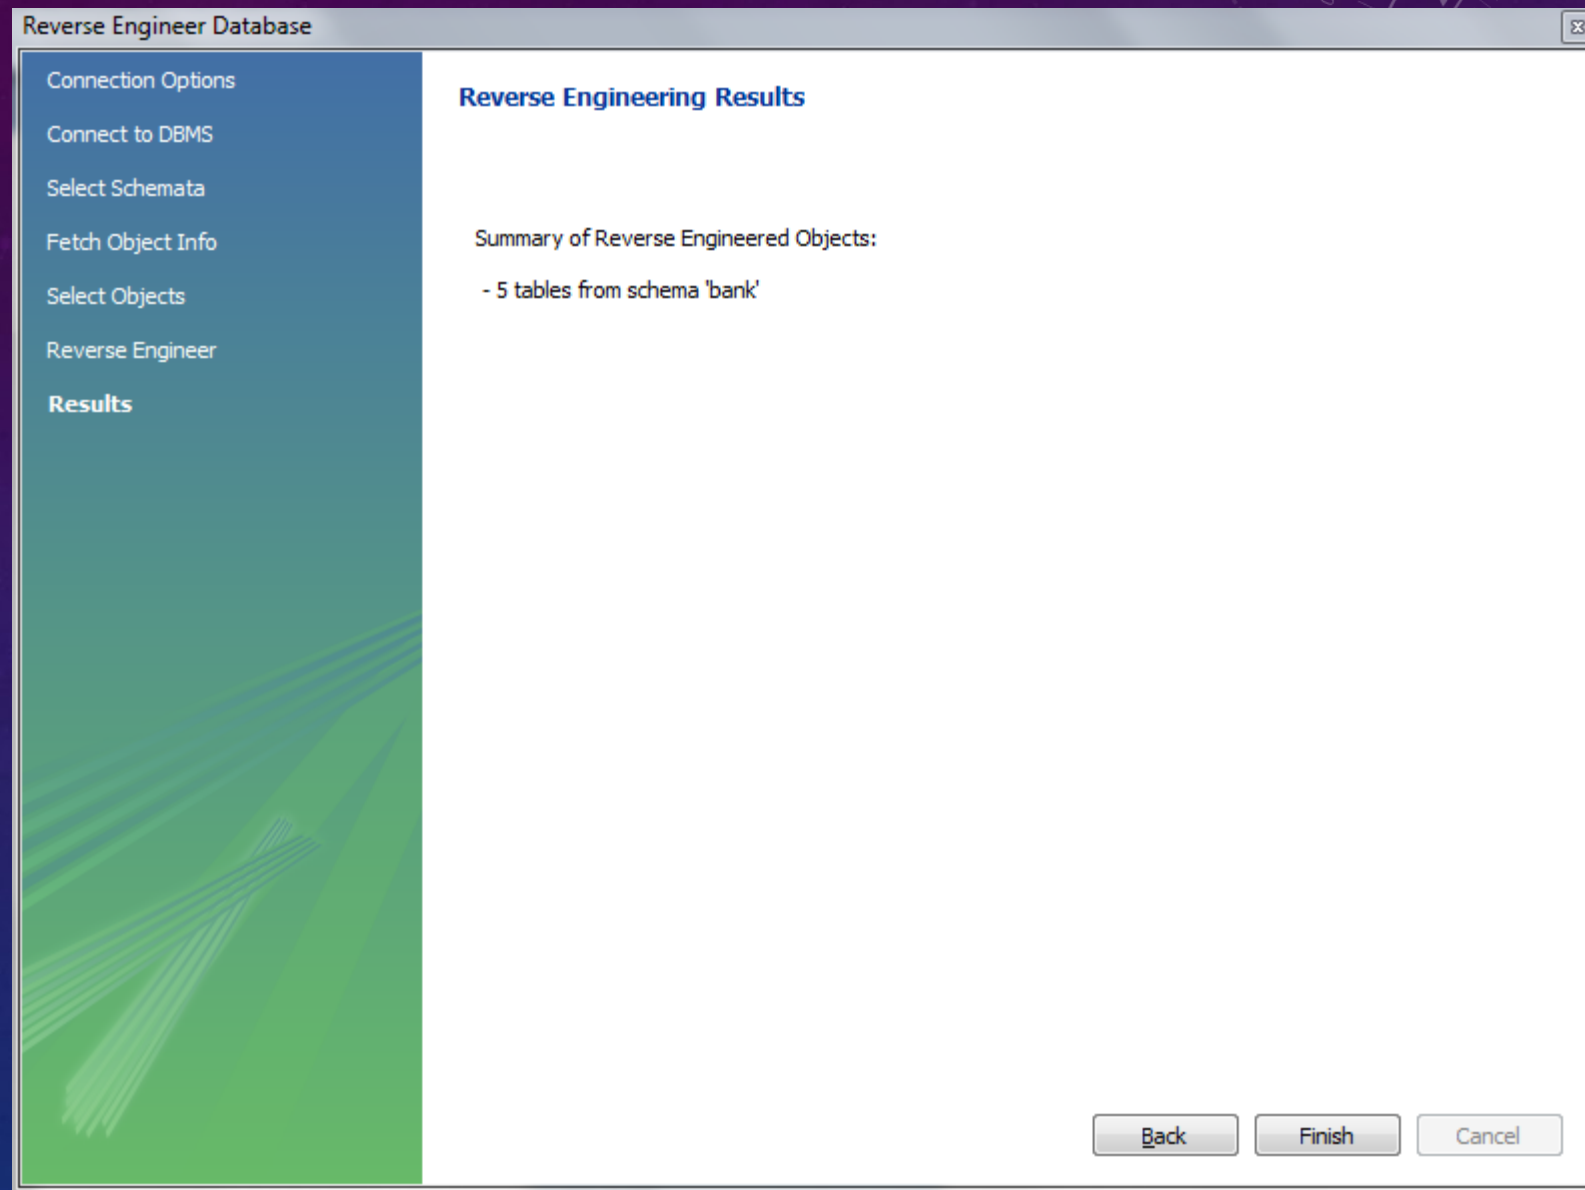 Reverse Engineer Database
Connection Options
Connect to DBMS
Select Schemata
Fetch Object Info
Select Objects
Reverse Engineer
Results
Reverse Engineering Results
Summary of Reverse Engineered Objects:
- 5 tables from schema 'bank'
Back
Finish
Cancel